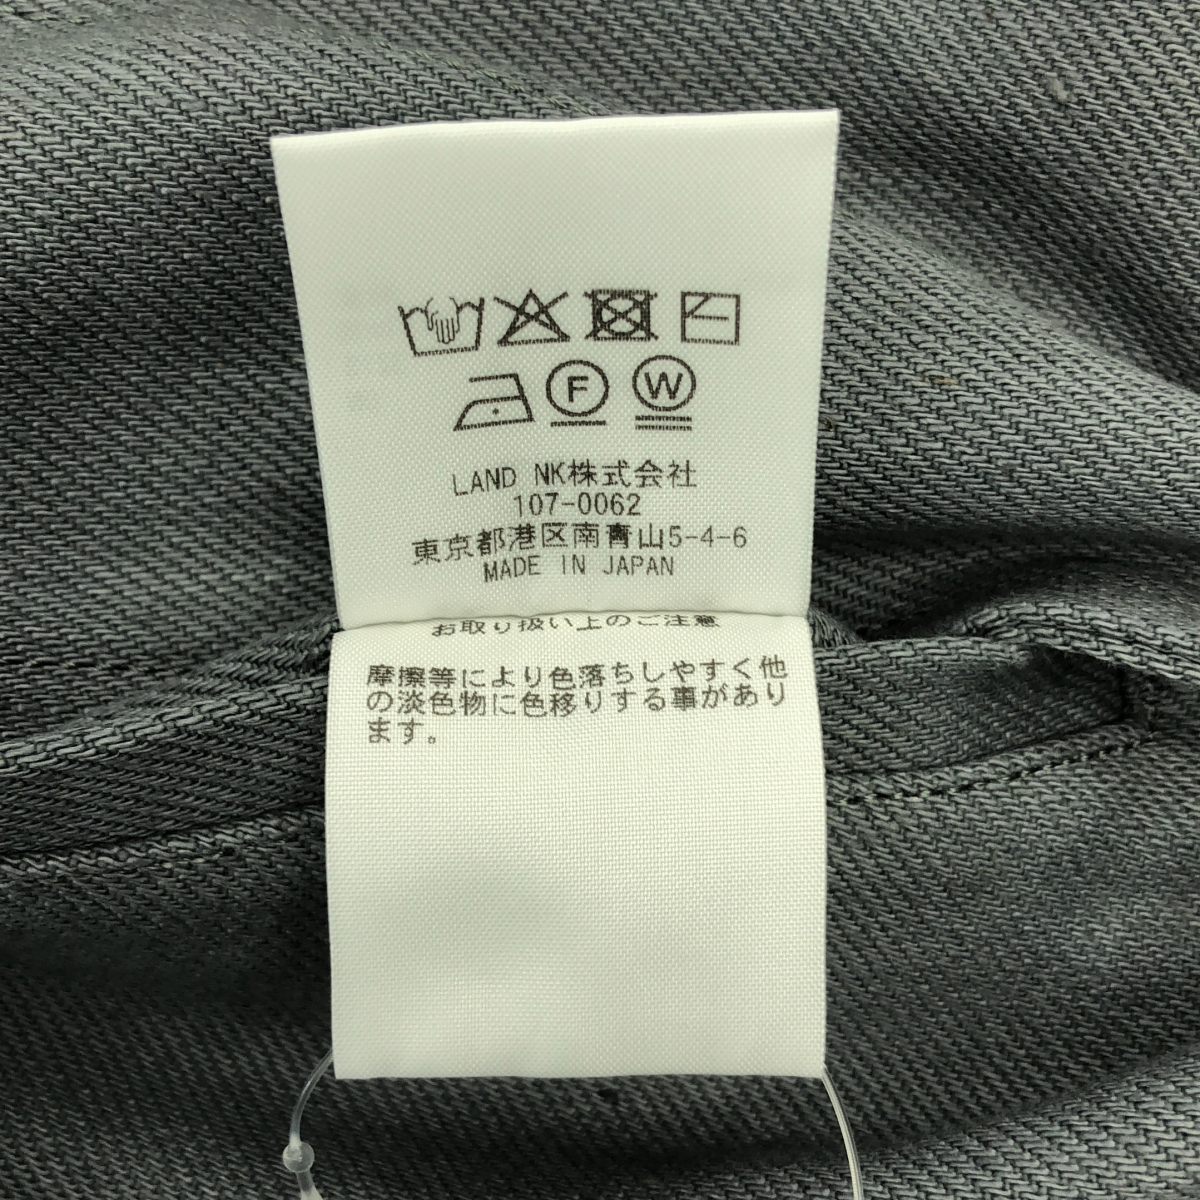 F W
LAND NK株式会社
107-0062
東京都港区南青山5-4-6
MADE IN JAPAN
お取り扱い上のご注意
摩擦等により色落ちしやすく他
の淡色物に色移りする事があり
ます。